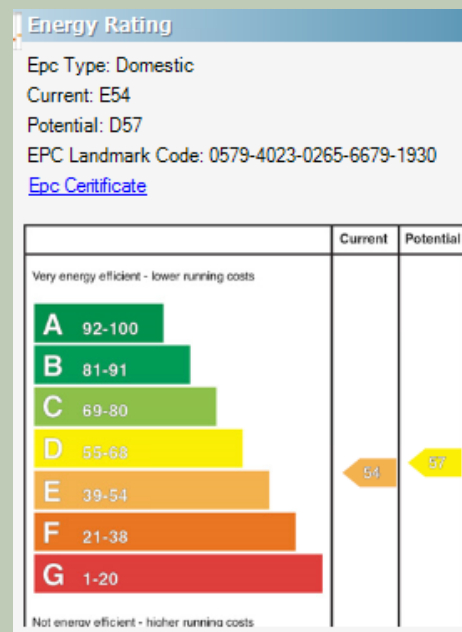 Energy Rating
Epc Type: Domestic
Current: E54
Potential: D57
EPC Landmark Code: 0579-4023-0265-6679-1930
Epc Ceritificate
Current Potential
Very energy efficient - lower running costs
A 92-100
B 81-91
C 69-80
D 55-68
57
54
E 39-54
F 21-38
G 1-20
Not energy efficient - higher running costs